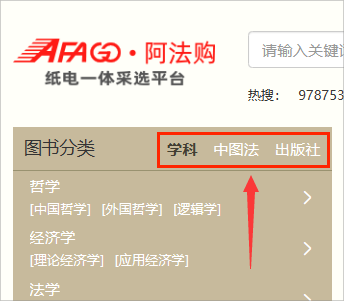 AFAGO·阿法购
纸电一体采选平台
请输入关键
热搜： 978753
图书分类 学科 中图法 出版社
哲学
[中国哲学] [外国哲学] [逻辑学]
经济学
[理论经济学] [应用经济学]
法学